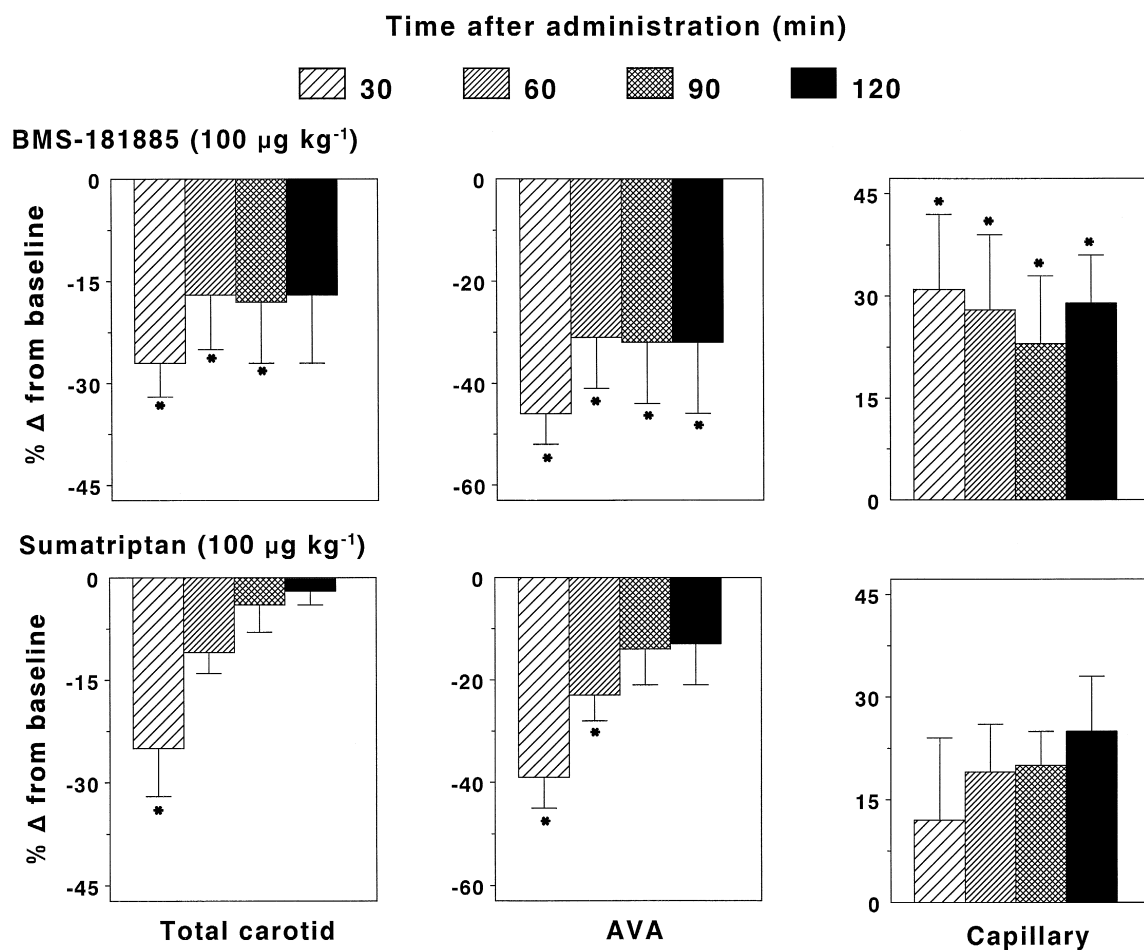 Time after administration (min)
30 60 90 120
BMS-181885 (100 µg kg-1)
% Δ from baseline
0
-15
-30
-45
* * *
0
-20
-40
-60
* * * *
45
30
15
0
* * * *
Sumatriptan (100 µg kg-1)
% Δ from baseline
0
-15
-30
-45
*
0
-20
-40
-60
* *
45
30
15
0
Total carotid
AVA
Capillary